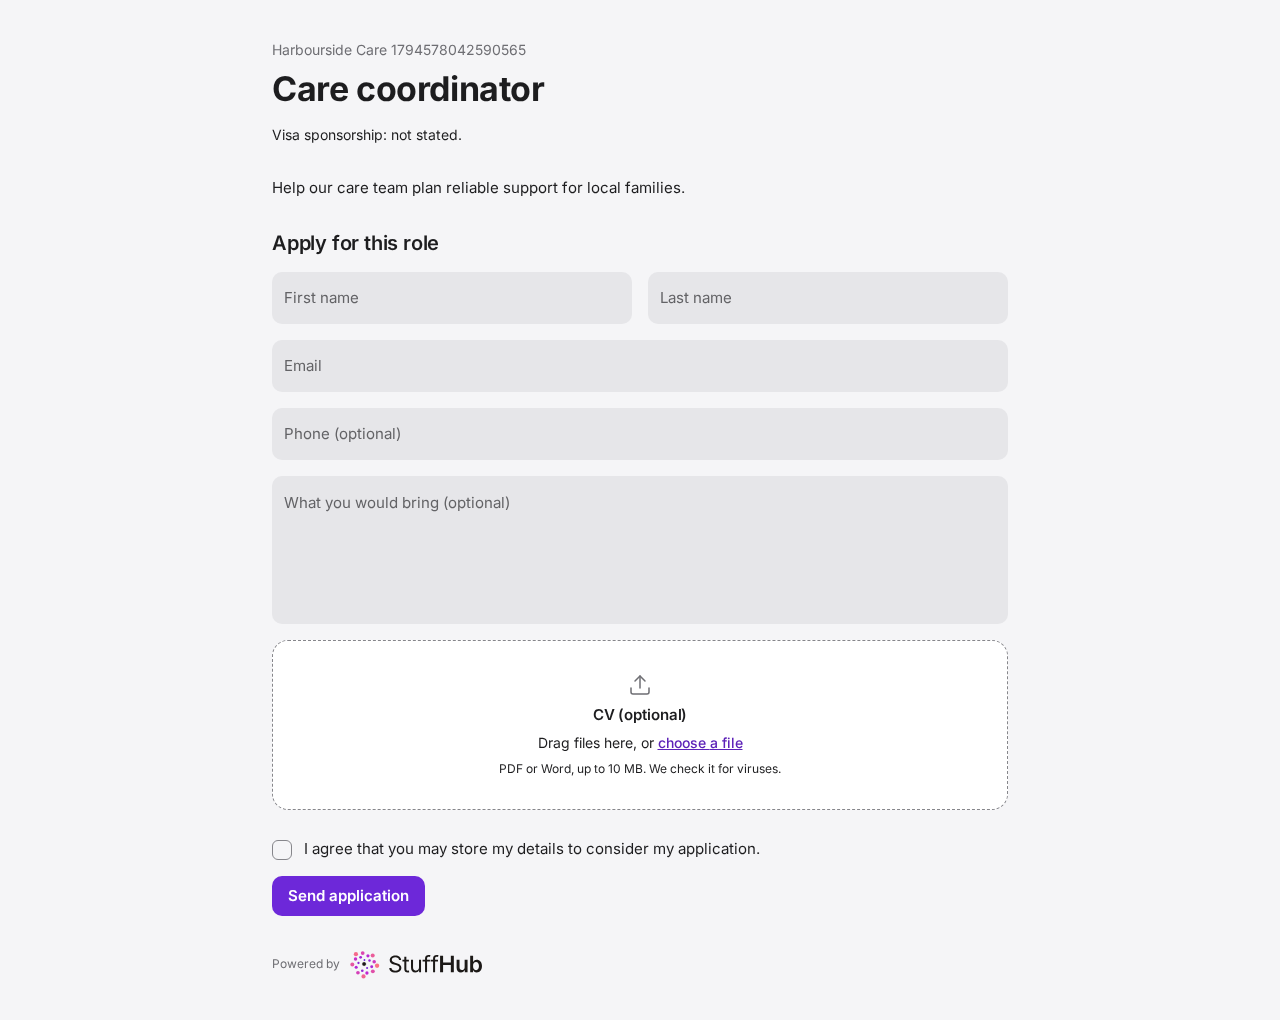 Harbourside Care 1794578042590565
Care coordinator
Visa sponsorship: not stated.
Help our care team plan reliable support for local families.
Apply for this role
First name
Last name
Email
Phone (optional)
What you would bring (optional)
CV (optional)
Drag files here, or choose a file
PDF or Word, up to 10 MB. We check it for viruses.
I agree that you may store my details to consider my application.
Send application
Powered by StuffHub